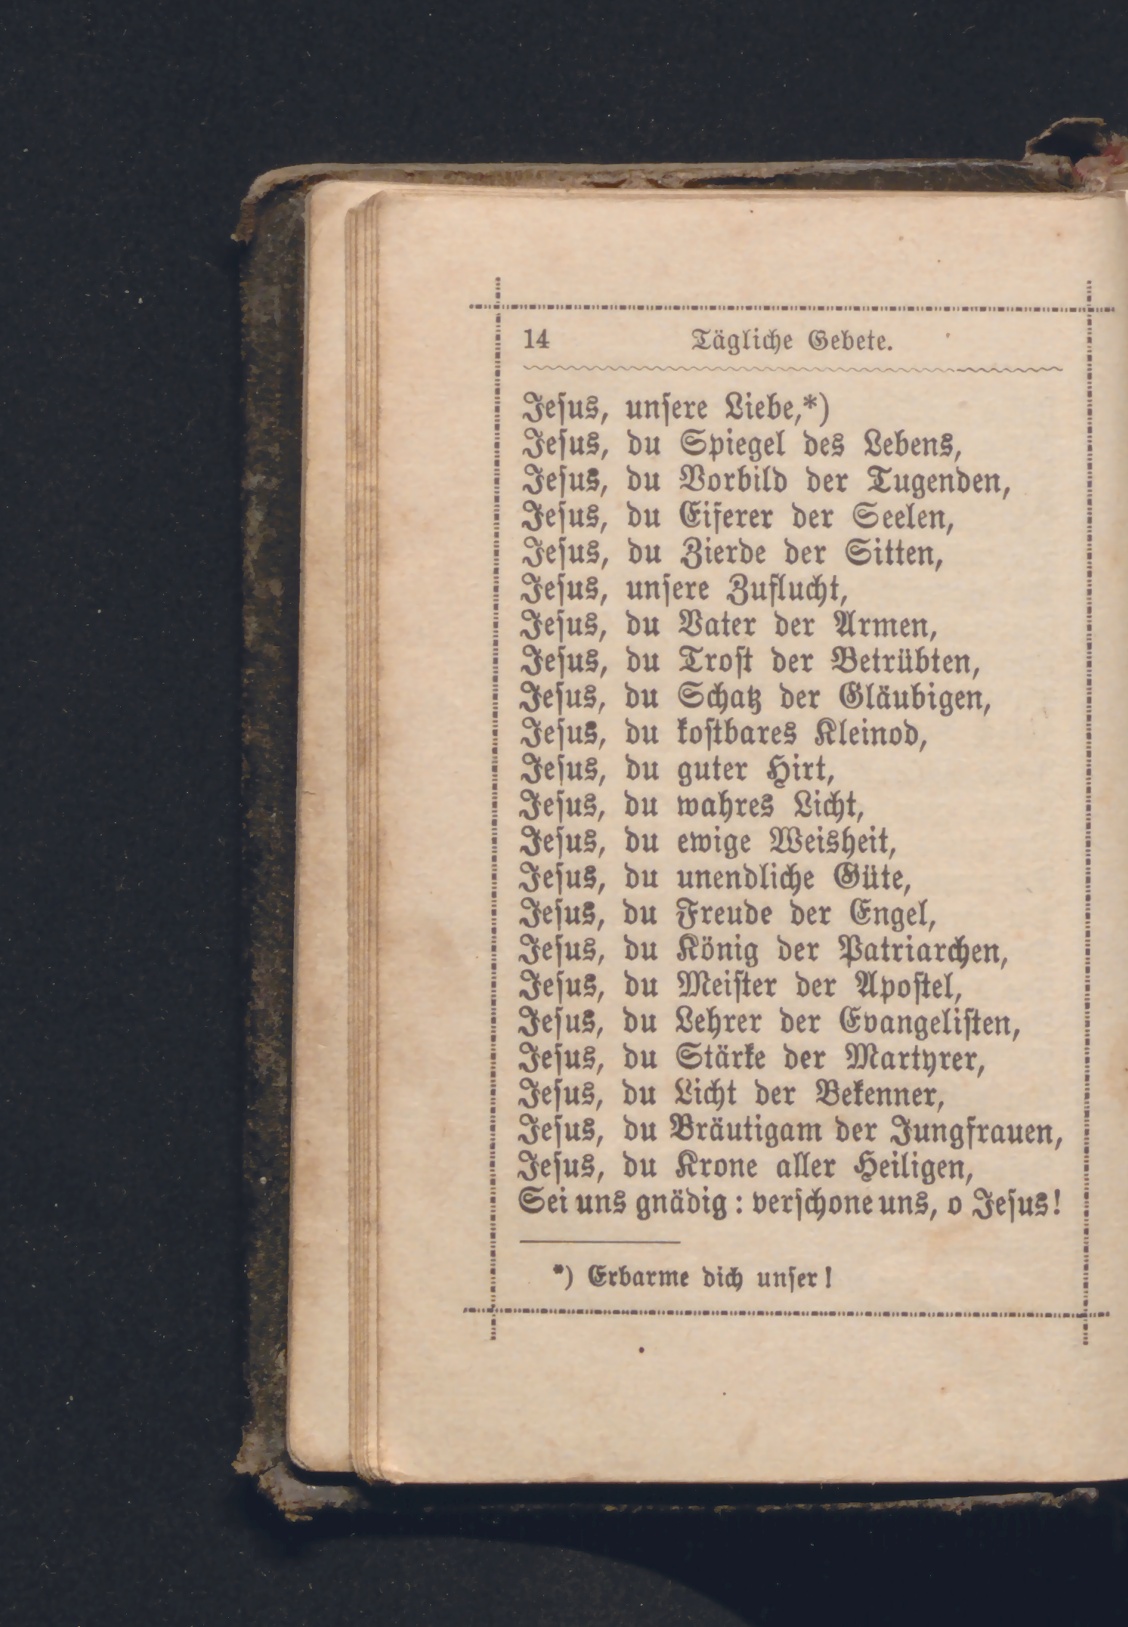 14 Tägliche Gebete.
Jesus, unsere Liebe,*)
Jesus, du Spiegel des Lebens,
Jesus, du Vorbild der Tugenden,
Jesus, du Eiferer der Seelen,
Jesus, du Zierde der Sitten,
Jesus, unsere Zuflucht,
Jesus, du Vater der Armen,
Jesus, du Trost der Betrübten,
Jesus, du Schatz der Gläubigen,
Jesus, du kostbares Kleinod,
Jesus, du guter Hirt,
Jesus, du wahres Licht,
Jesus, du ewige Weisheit,
Jesus, du unendliche Güte,
Jesus, du Freude der Engel,
Jesus, du König der Patriarchen,
Jesus, du Meister der Apostel,
Jesus, du Lehrer der Evangelisten,
Jesus, du Stärke der Martyrer,
Jesus, du Licht der Bekenner,
Jesus, du Bräutigam der Jungfrauen,
Jesus, du Krone aller Heiligen,
Sei uns gnädig: verschone uns, o Jesus!
*) Erbarme dich unser!